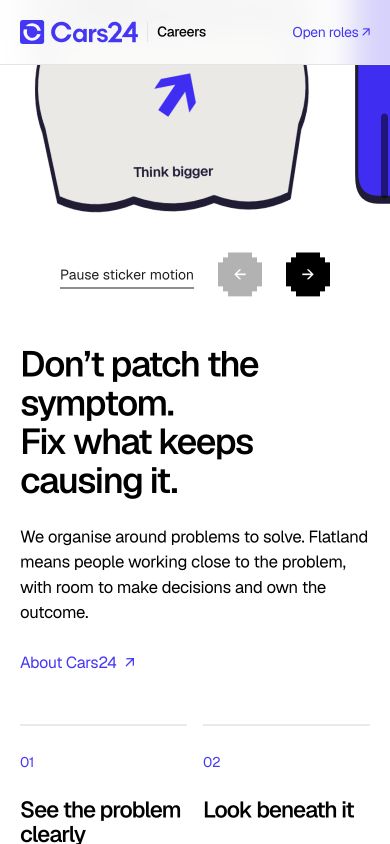 Cars24
Careers
Open roles
Think bigger
Pause sticker motion
Don’t patch the
symptom.
Fix what keeps
causing it.
We organise around problems to solve. Flatland
means people working close to the problem,
with room to make decisions and own the
outcome.
About Cars24
01
See the problem
clearly
02
Look beneath it